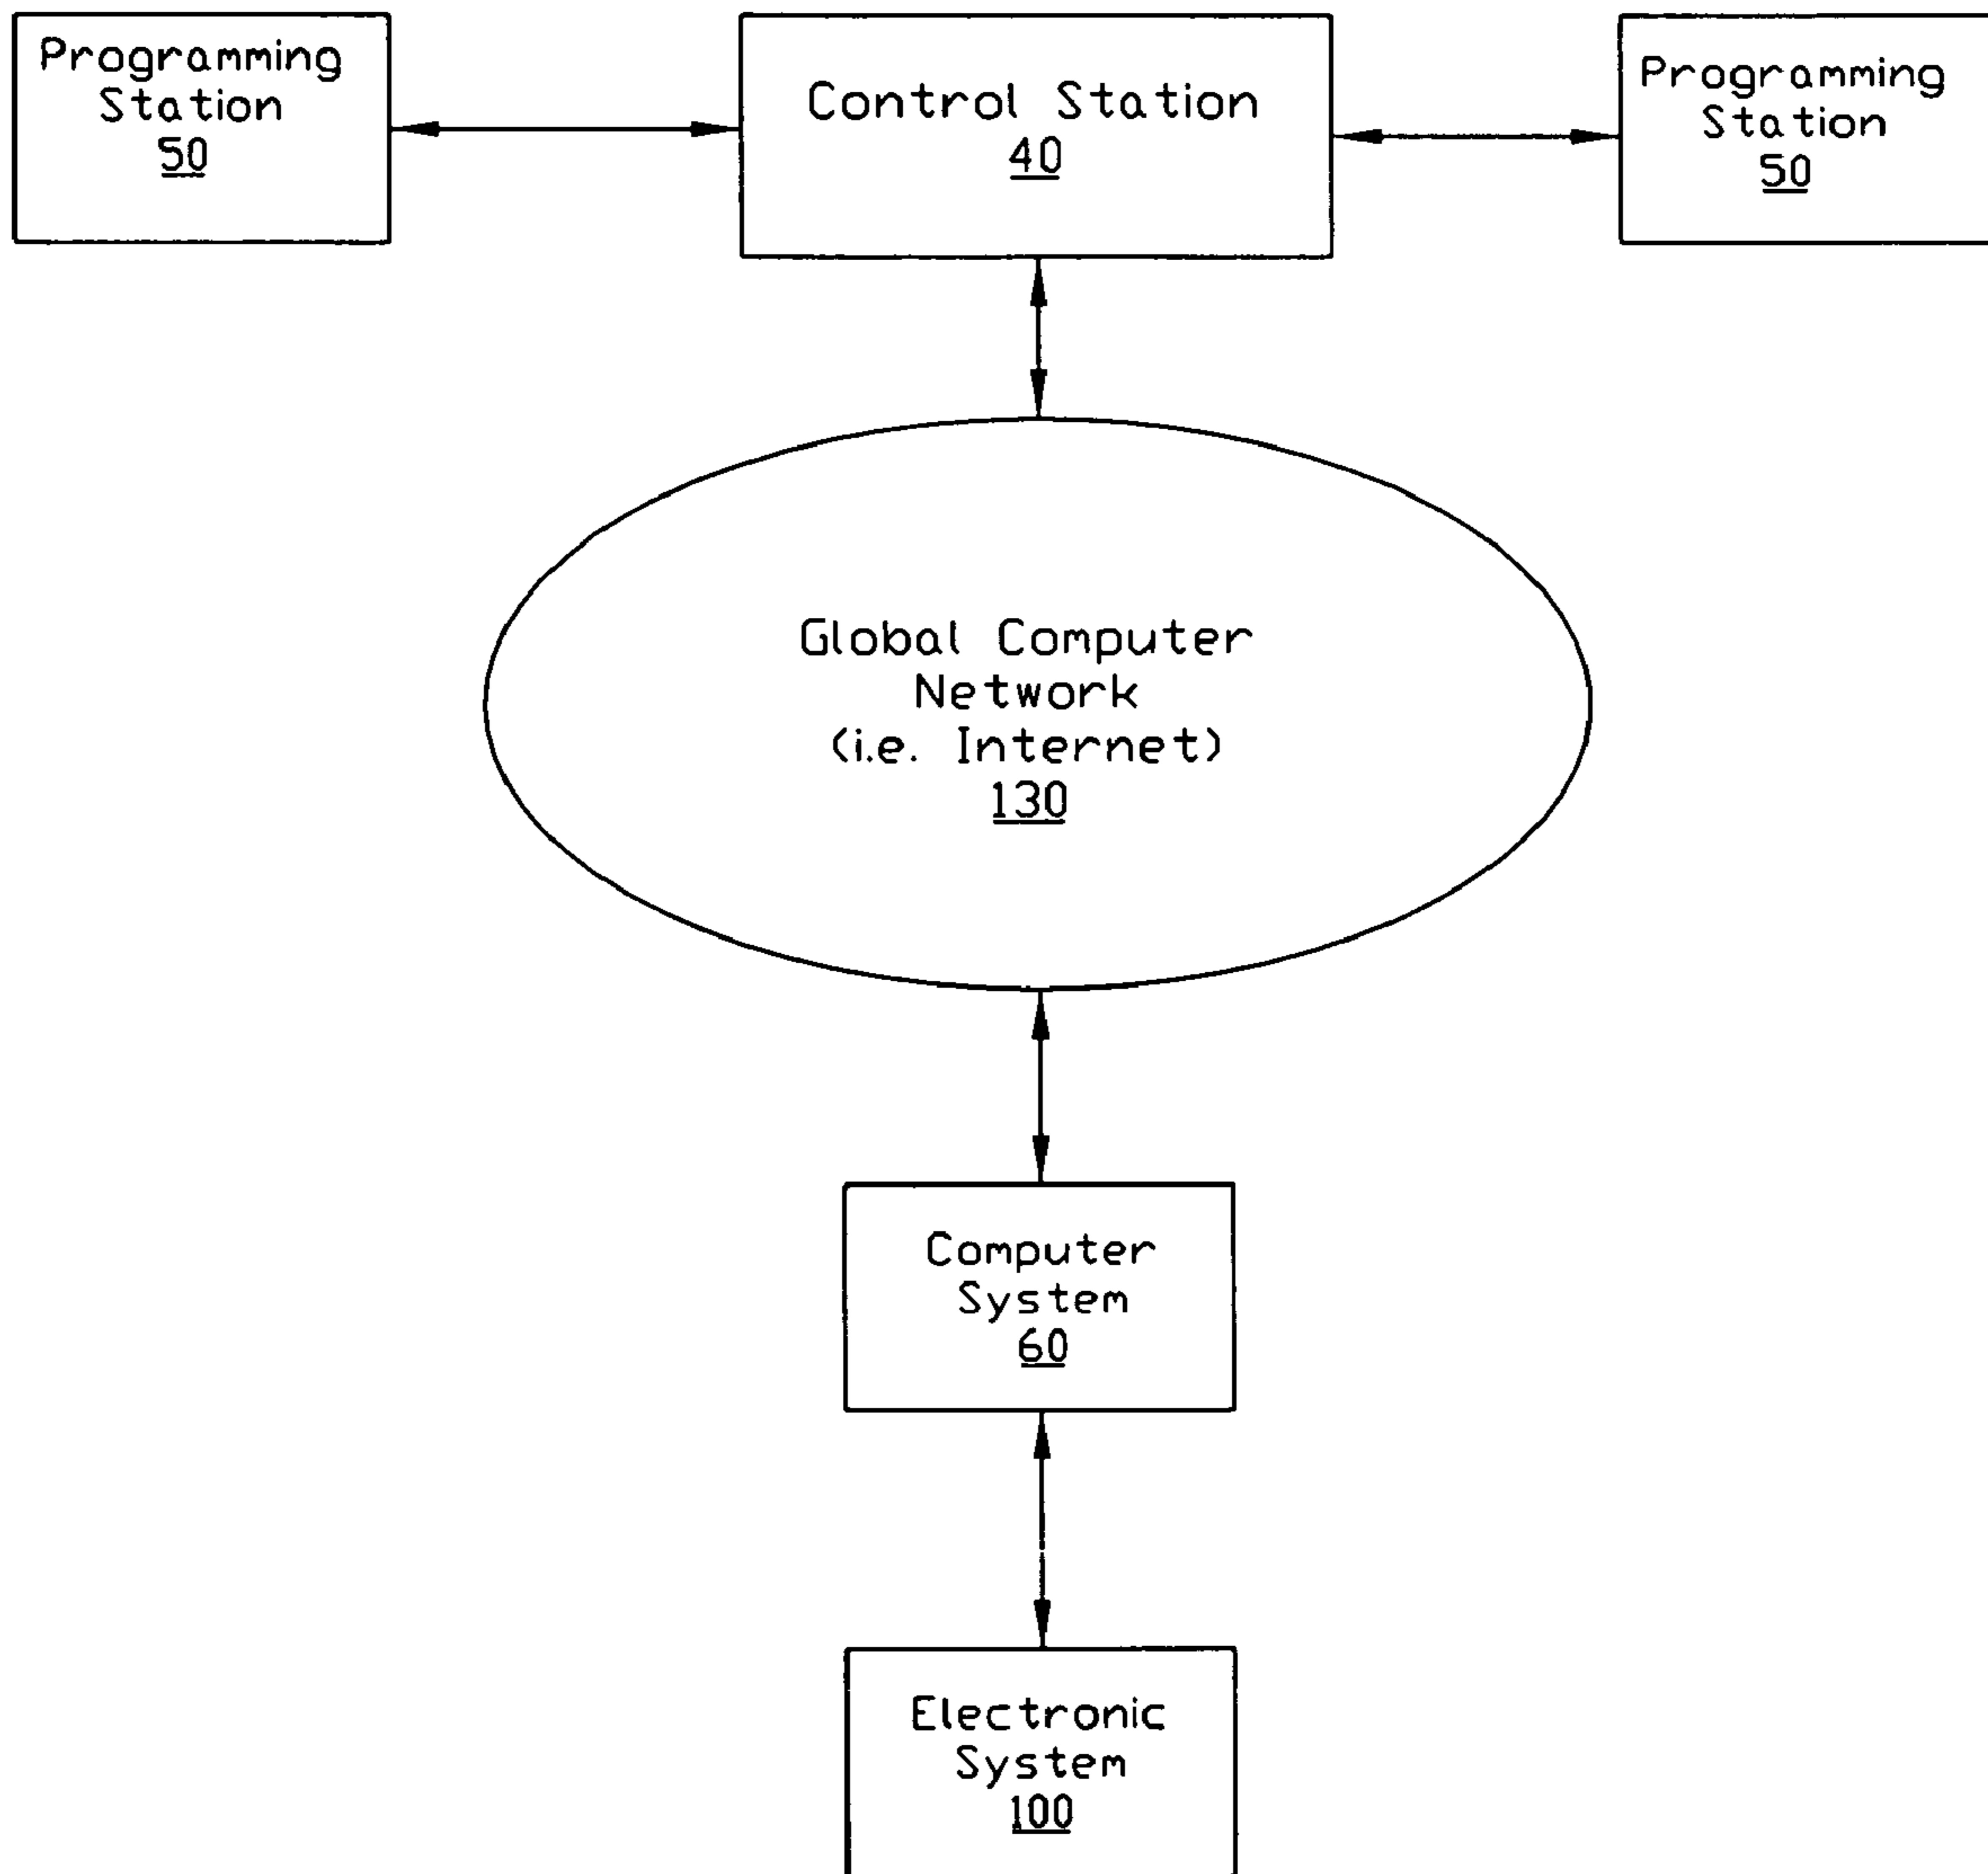 Programming
Station
50
Control Station
40
Programming
Station
50
Global Computer
Network
(i.e. Internet)
130
Computer
System
60
Electronic
System
100